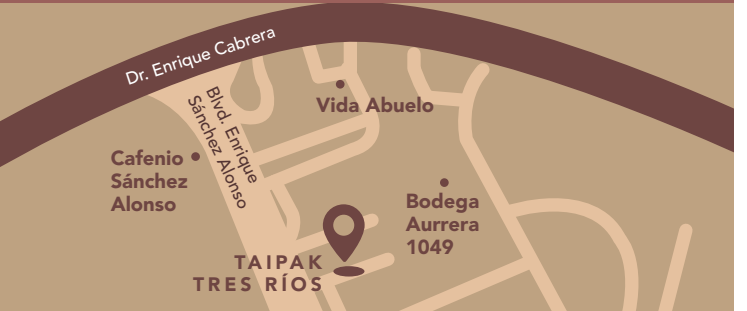 Dr. Enrique Cabrera
Blvd. Enrique
Sánchez Alonso
Vida Abuelo
Cafenio
Sánchez
Alonso
Bodega
Aurrera
1049
TAIPAK
TRES RÍOS